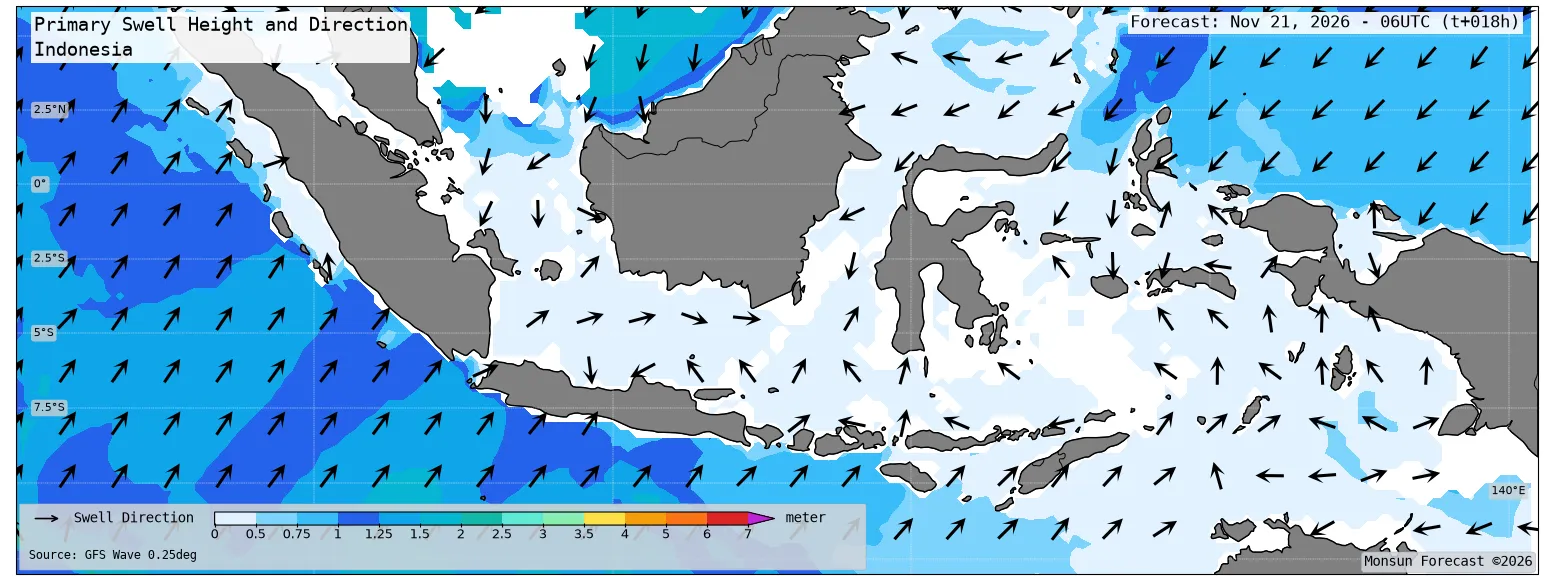 Primary Swell Height and Direction
Indonesia
Forecast: Nov 21, 2026 - 06UTC (t+018h)
2.5°N
0°
2.5°S
5°S
7.5°S
140°E
Swell Direction
meter
0 0.5 0.75 1 1.25 1.5 2 2.5 3 3.5 4 5 6 7
Source: GFS Wave 0.25deg
Monsun Forecast ©2026